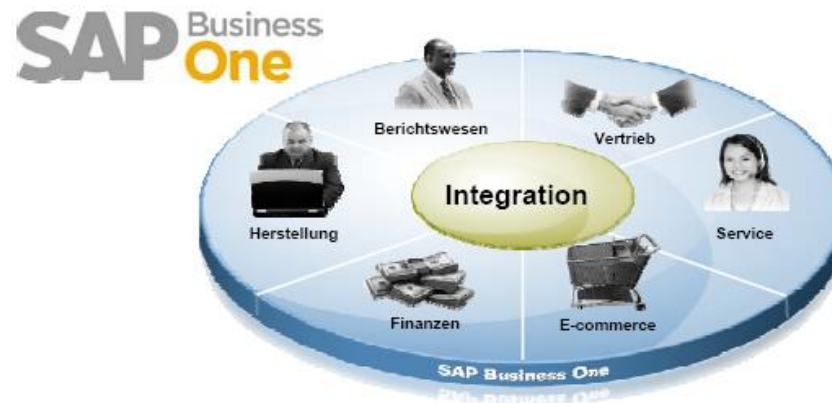 SAP Business
One
Berichtswesen
Vertrieb
Herstellung
Integration
Service
Finanzen
E-commerce
SAP Business One